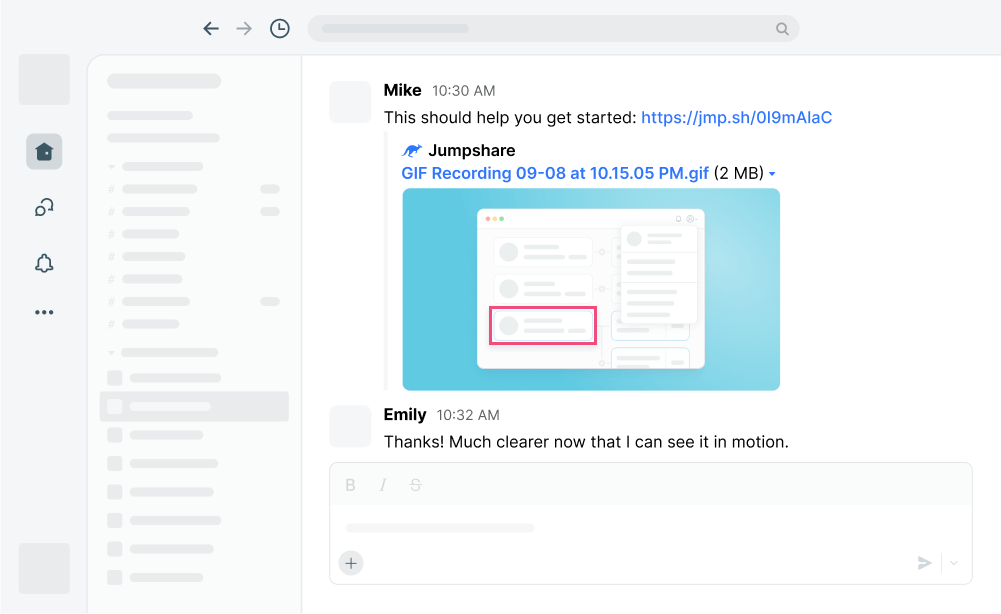 Mike 10:30 AM
This should help you get started: https://jmp.sh/0I9mAlaC
Jumpshare
GIF Recording 09-08 at 10.15.05 PM.gif (2 MB)
Emily 10:32 AM
Thanks! Much clearer now that I can see it in motion.
B I S